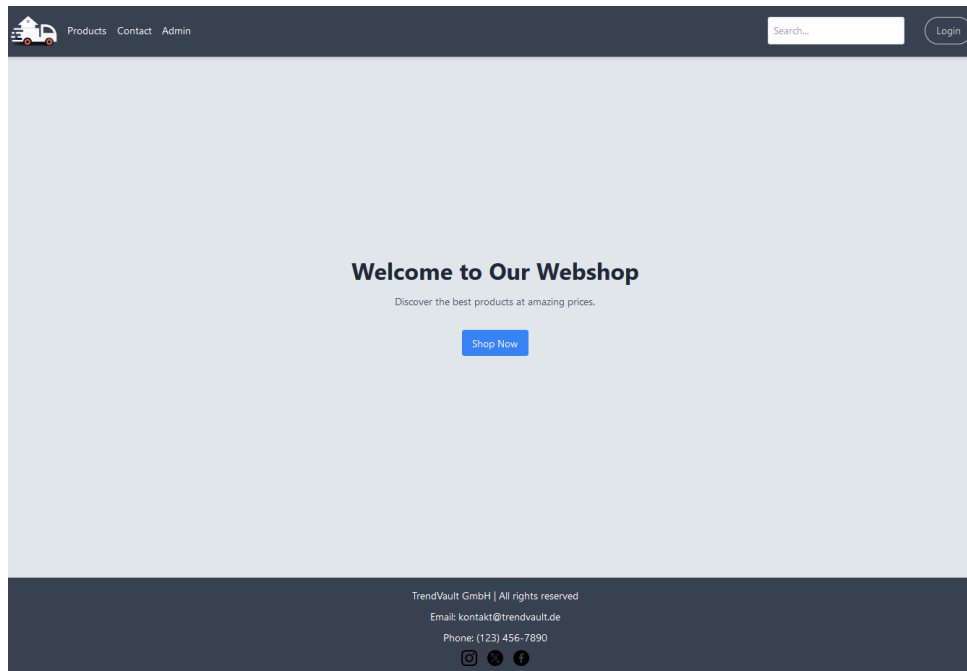 Products Contact Admin Search... Login
Welcome to Our Webshop
Discover the best products at amazing prices.
Shop Now
TrendVault GmbH | All rights reserved
Email: kontakt@trendvault.de
Phone: (123) 456-7890